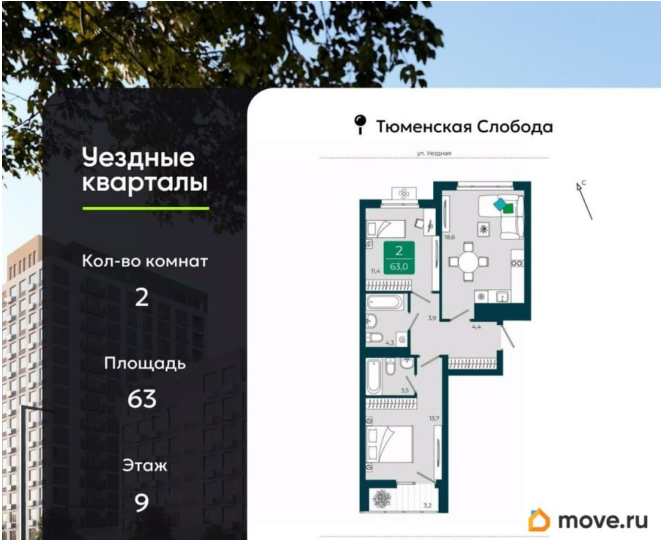 Уездные
кварталы
Кол-во комнат
2
Площадь
63
Этаж
9
Тюменская Слобода
ул. Уездная
С
2
63,0
11,4
18,6
3,9
4,4
4,3
3,5
13,7
3,2
move.ru